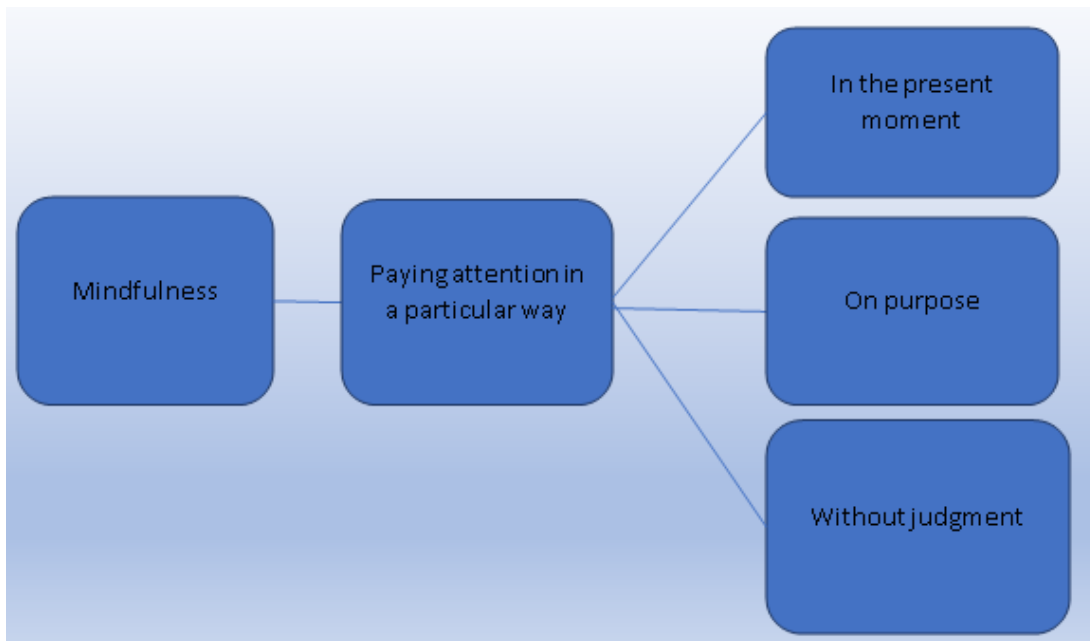 Mindfulness
Paying attention in
a particular way
In the present
moment
On purpose
Without judgment